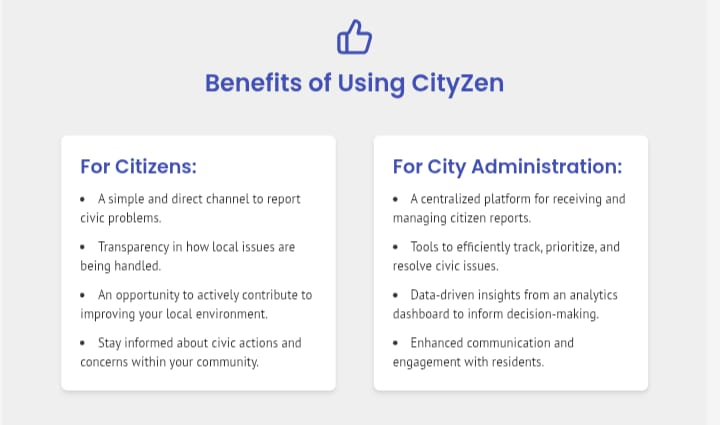 Benefits of Using CityZen
For Citizens:
• A simple and direct channel to report
civic problems.
• Transparency in how local issues are
being handled.
• An opportunity to actively contribute to
improving your local environment.
• Stay informed about civic actions and
concerns within your community.
For City Administration:
• A centralized platform for receiving and
managing citizen reports.
• Tools to efficiently track, prioritize, and
resolve civic issues.
• Data-driven insights from an analytics
dashboard to inform decision-making.
• Enhanced communication and
engagement with residents.